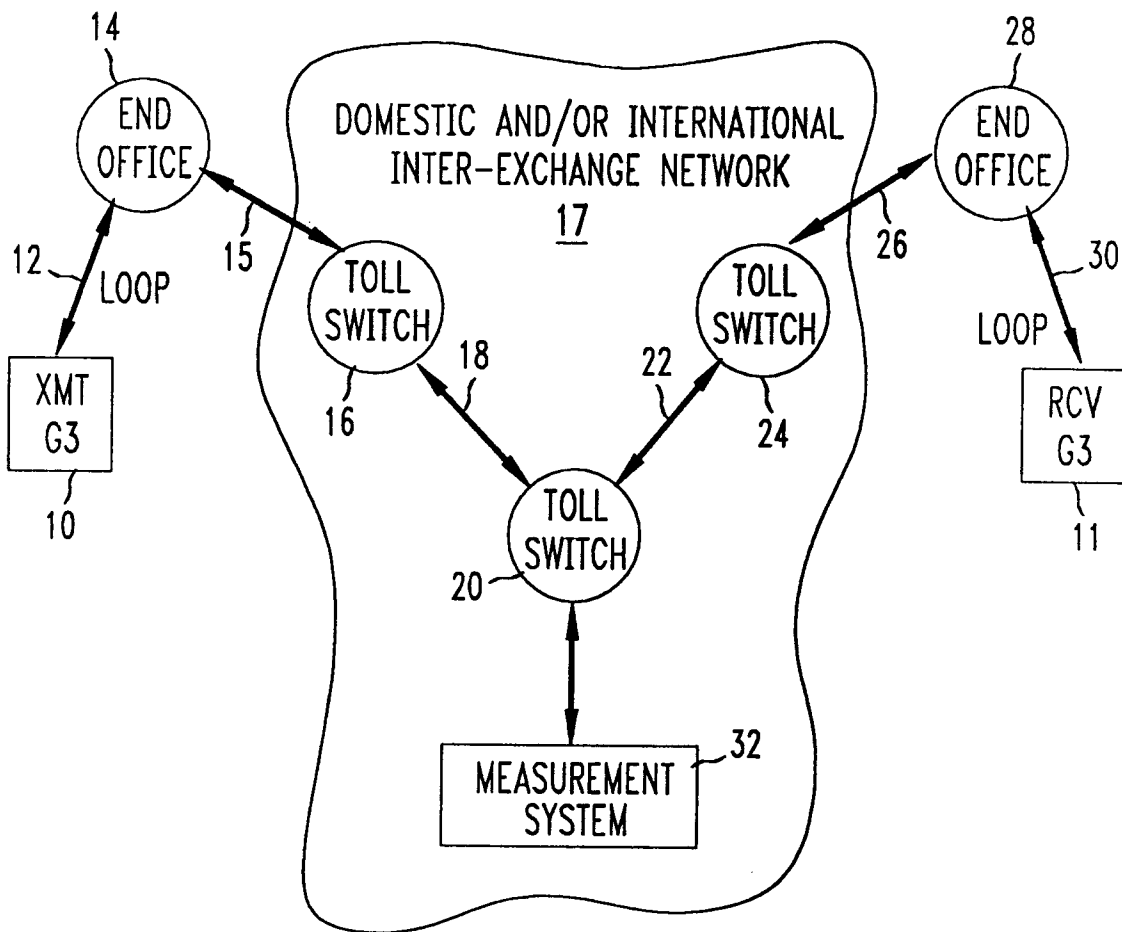 14
END
OFFICE
28
END
OFFICE
DOMESTIC AND/OR INTERNATIONAL
INTER-EXCHANGE NETWORK
17
12
LOOP
15
26
30
LOOP
TOLL
SWITCH
16
TOLL
SWITCH
24
XMT
G3
10
18
22
RCV
G3
11
TOLL
SWITCH
20
MEASUREMENT
SYSTEM
32